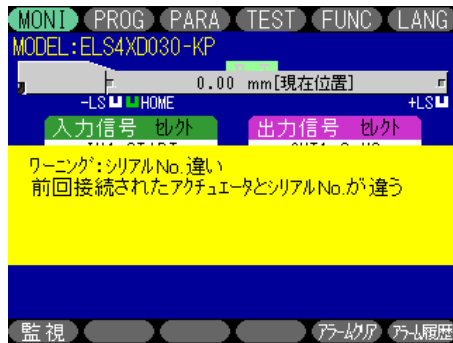 MONI PROG PARA TEST FUNC LANG
MODEL:ELS4XD030-KP
0.00 mm[現在位置]
-LS HOME +LS
入力信号 ｾﾚｸﾄ 出力信号 ｾﾚｸﾄ
ﾜｰﾆﾝｸﾞ:ｼﾘｱﾙNo.違い
前回接続されたｱｸﾁｭｴｰﾀとｼﾘｱﾙNo.が違う
監視 ｱﾗｰﾑｸﾘｱ ｱﾗｰﾑ履歴